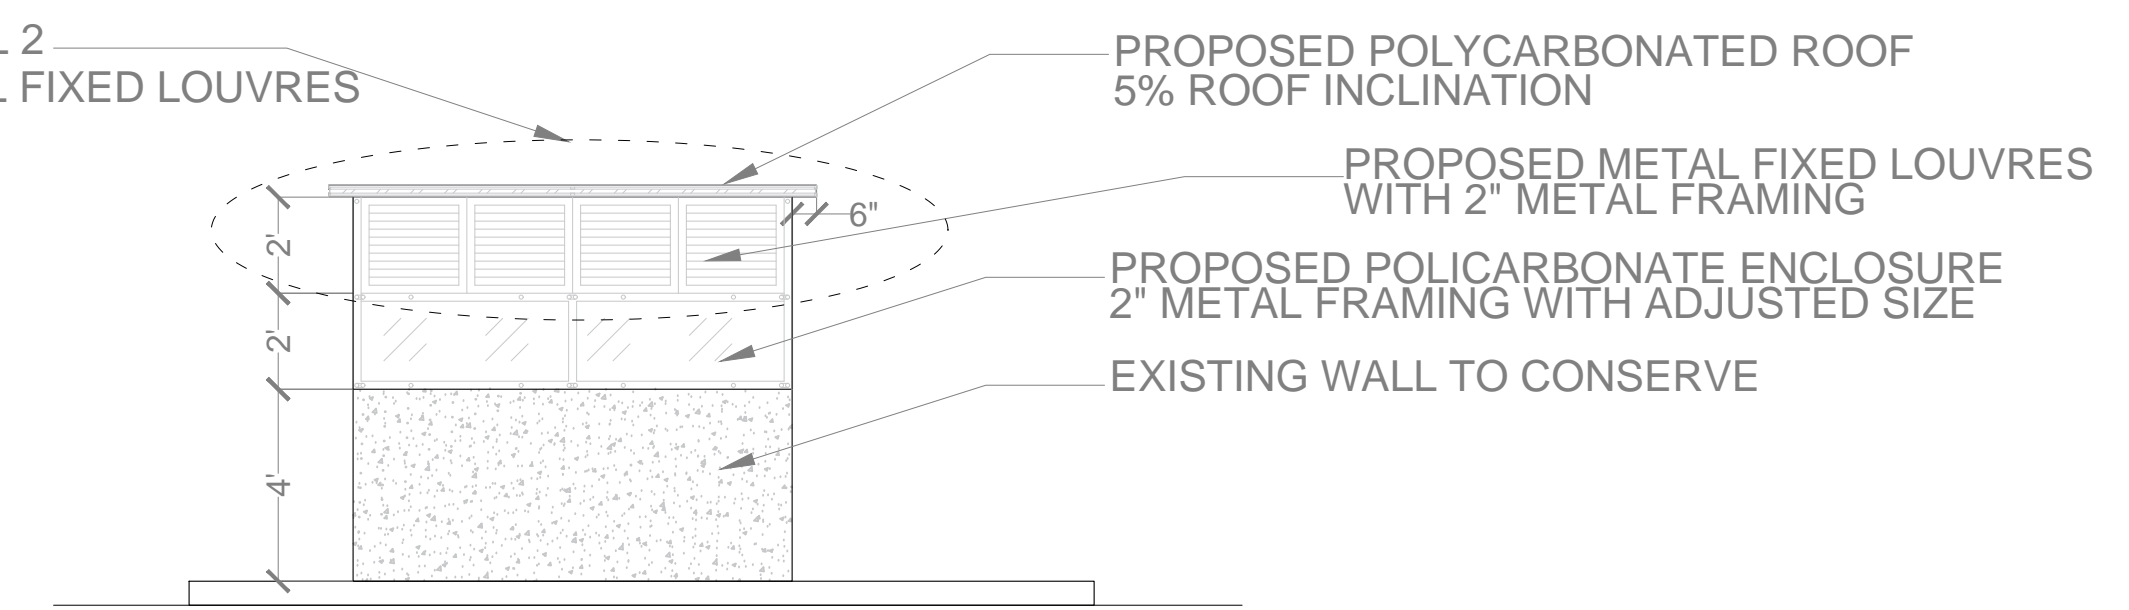 2
FIXED LOUVRES
PROPOSED POLYCARBONATED ROOF
5% ROOF INCLINATION
PROPOSED METAL FIXED LOUVRES
WITH 2" METAL FRAMING
6"
2'
PROPOSED POLICARBONATE ENCLOSURE
2" METAL FRAMING WITH ADJUSTED SIZE
2'
EXISTING WALL TO CONSERVE
4'